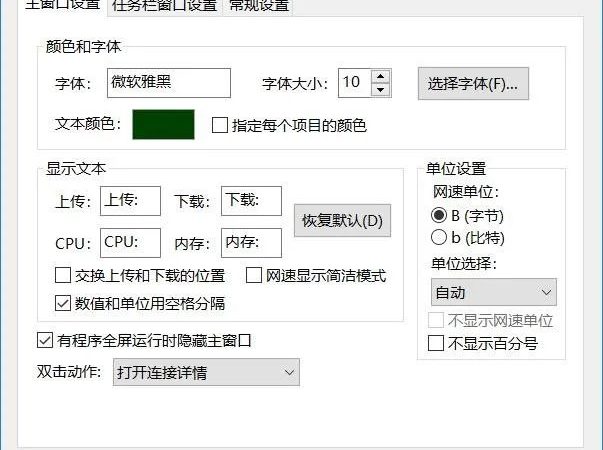 主窗口设置 任务栏窗口设置 常规设置
颜色和字体
字体： 微软雅黑 字体大小： 10 选择字体(F)...
文本颜色： 指定每个项目的颜色
显示文本
上传： 上传: 下载： 下载:
恢复默认(D)
CPU： CPU: 内存： 内存:
交换上传和下载的位置 网速显示简洁模式
数值和单位用空格分隔
单位设置
网速单位：
B (字节)
b (比特)
单位选择：
自动
不显示网速单位
不显示百分号
有程序全屏运行时隐藏主窗口
双击动作： 打开连接详情